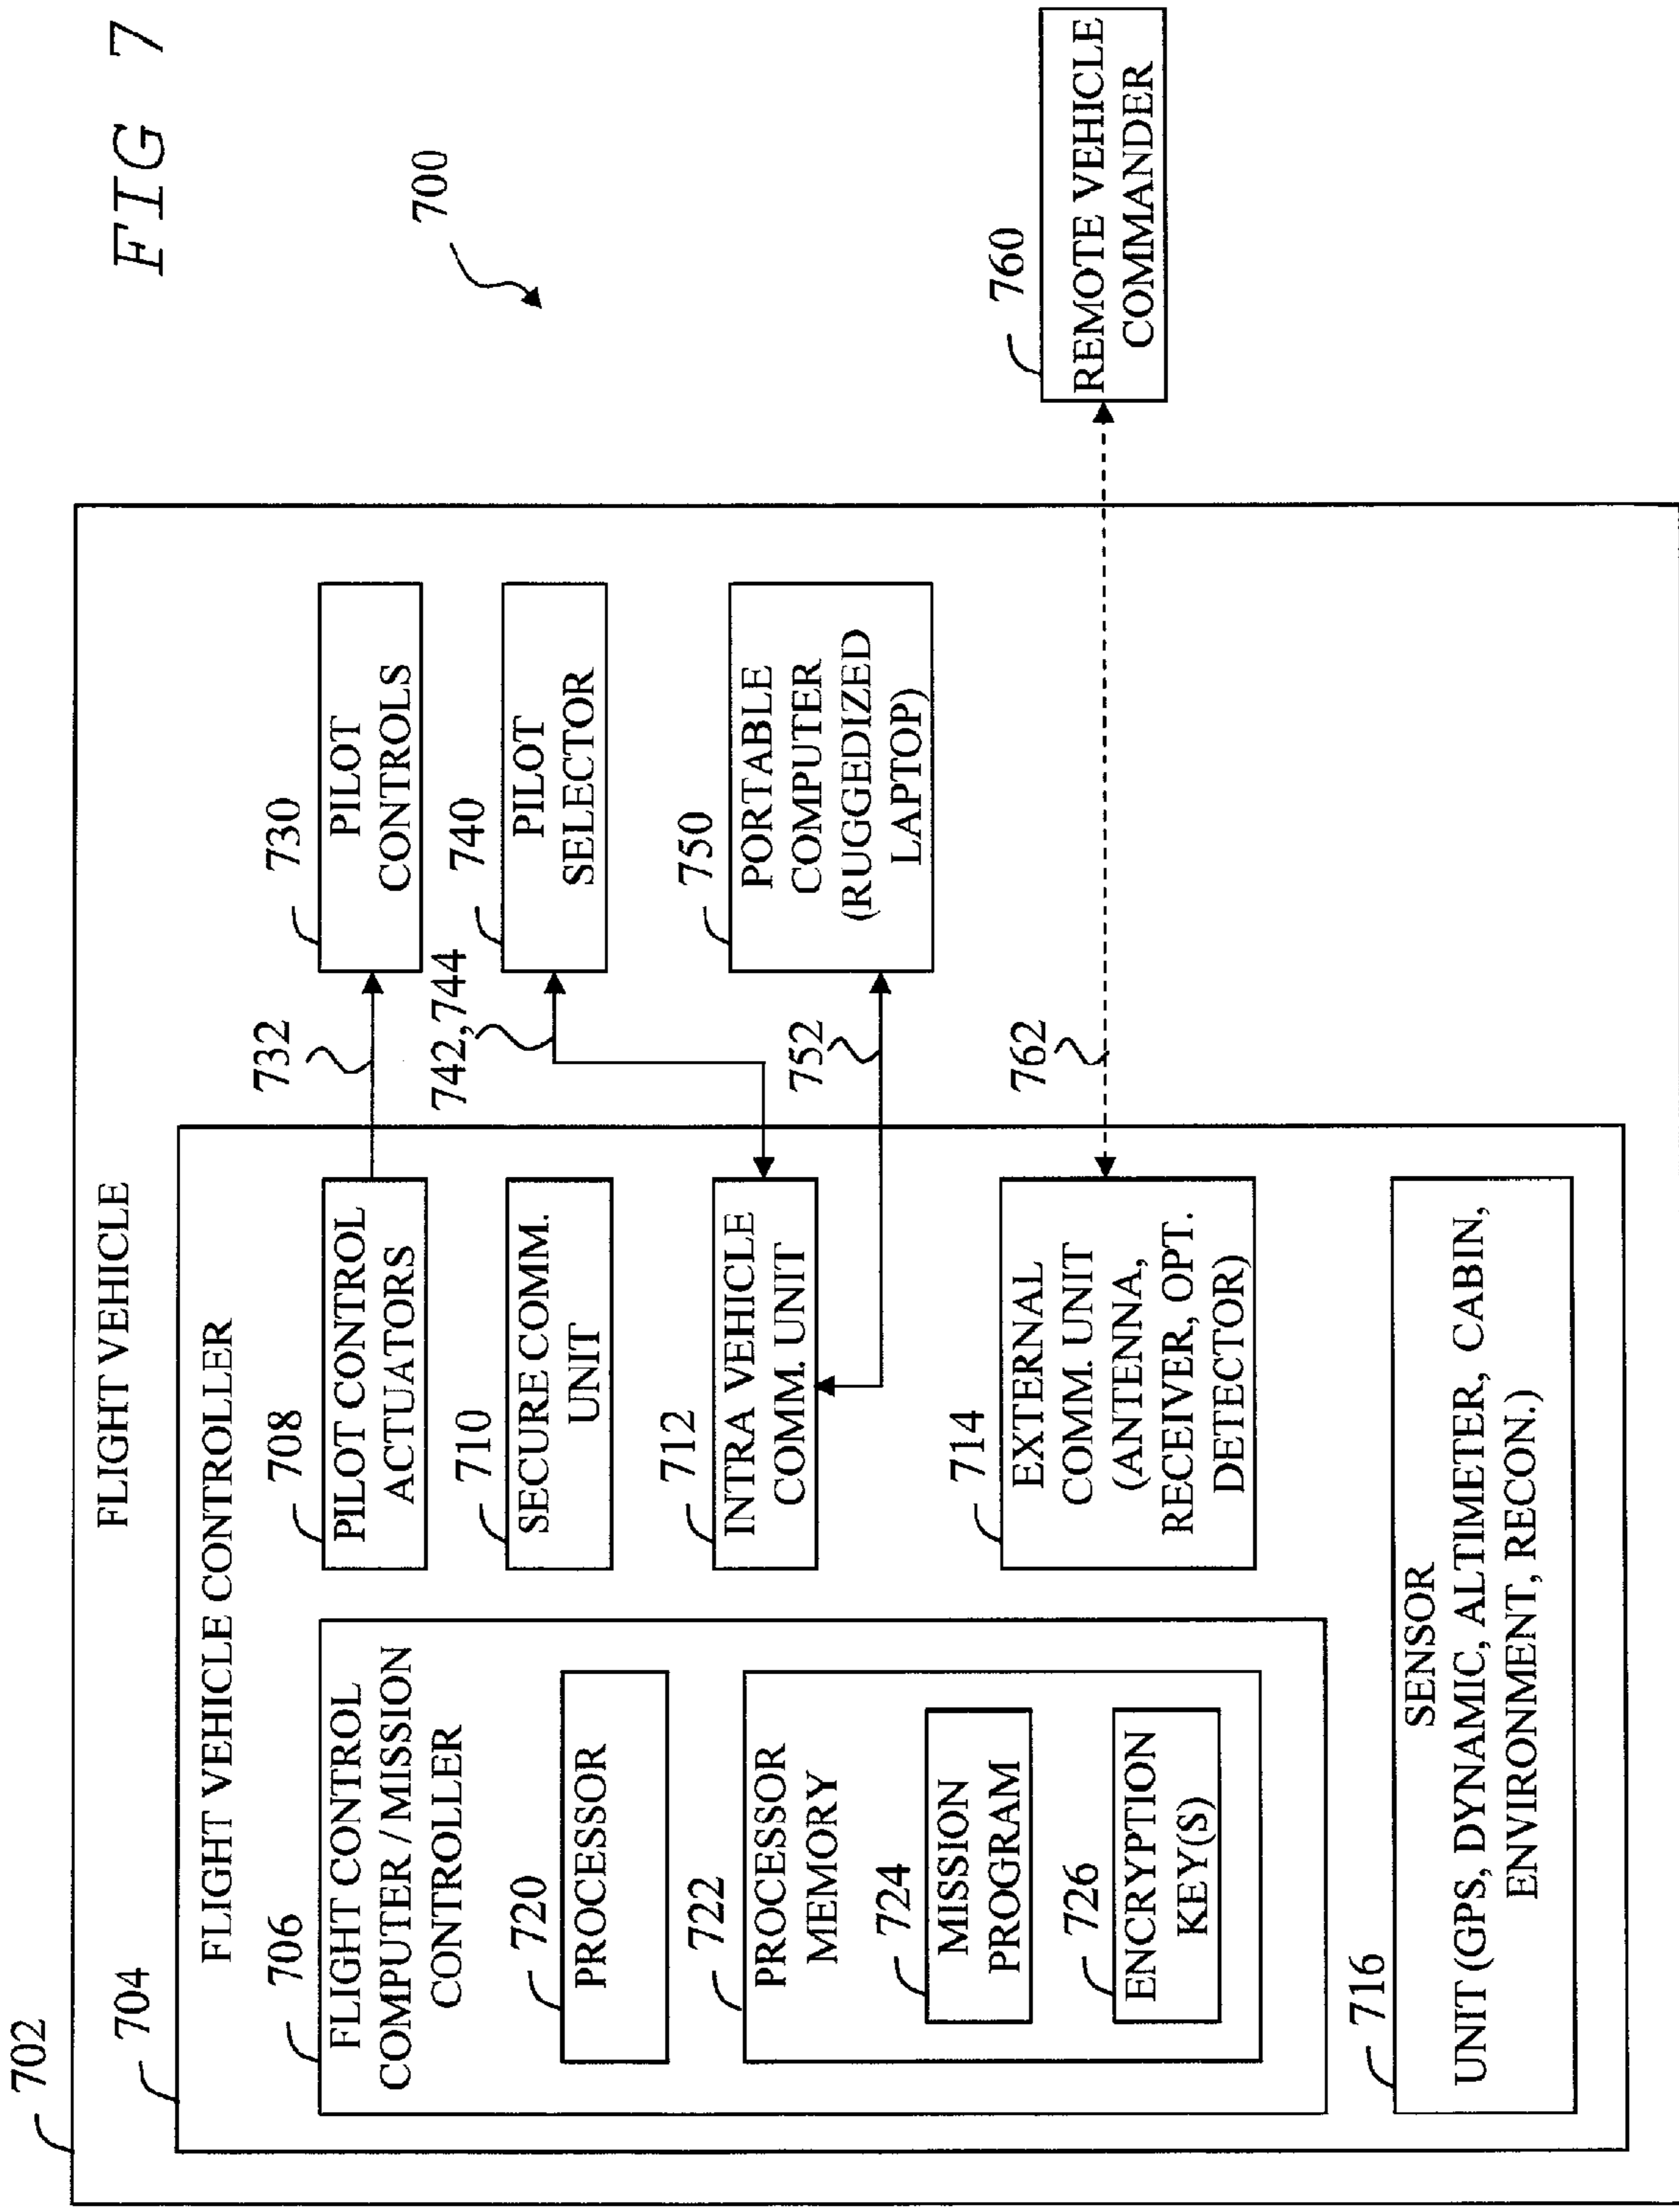 FIG 7
700
702
FLIGHT VEHICLE
704
FLIGHT VEHICLE CONTROLLER
706
FLIGHT CONTROL
COMPUTER / MISSION
CONTROLLER
720
PROCESSOR
722
PROCESSOR
MEMORY
724
MISSION
PROGRAM
726
ENCRYPTION
KEY(S)
708
PILOT CONTROL
ACTUATORS
710
SECURE COMM.
UNIT
712
INTRA VEHICLE
COMM. UNIT
714
EXTERNAL
COMM. UNIT
(ANTENNA,
RECEIVER, OPT.
DETECTOR)
716
SENSOR
UNIT (GPS, DYNAMIC, ALTIMETER, CABIN,
ENVIRONMENT, RECON.)
732
742,744
752
762
730
PILOT
CONTROLS
740
PILOT
SELECTOR
750
PORTABLE
COMPUTER
(RUGGEDIZED
LAPTOP)
760
REMOTE VEHICLE
COMMANDER